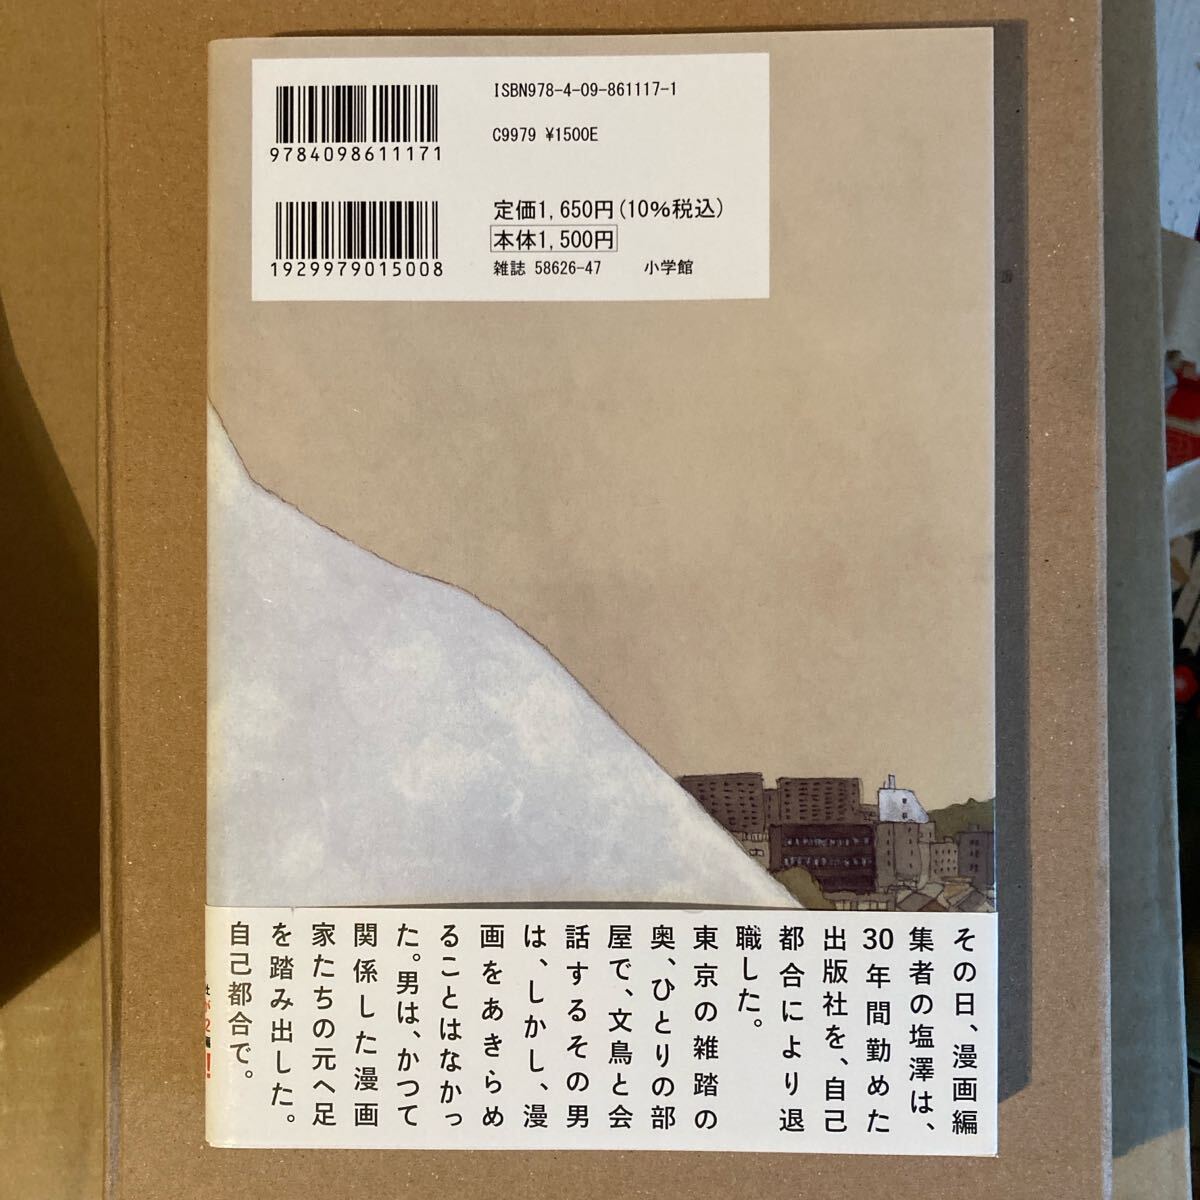 ISBN978-4-09-861117-1
9784098611171
C9979 ¥1500E
定価1,650円(10%税込)
本体1,500円
1929979015008
雑誌 58626-47 小学館
その日、漫画編
集者の塩澤は、
30年間勤めた
出版社を、自己
都合により退
職した。
東京の雑踏の
奥、ひとりの部
屋で、文鳥と会
話するその男
は、しかし、漫
画をあきらめ
ることはなかっ
た。男は、かつて
関係した漫画
家たちの元へ足
を踏み出した。
自己都合で。